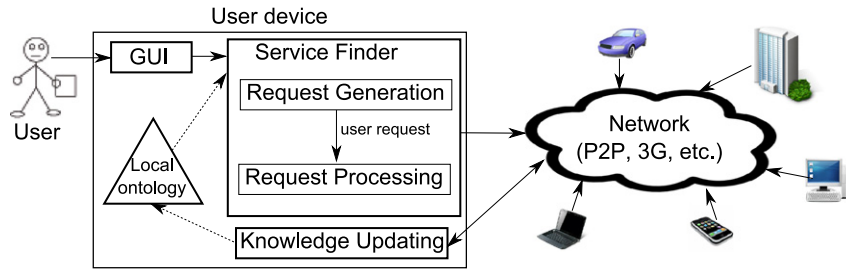 User device
GUI
Service Finder
Request Generation
user request
Request Processing
User
Local
ontology
Knowledge Updating
Network
(P2P, 3G, etc.)